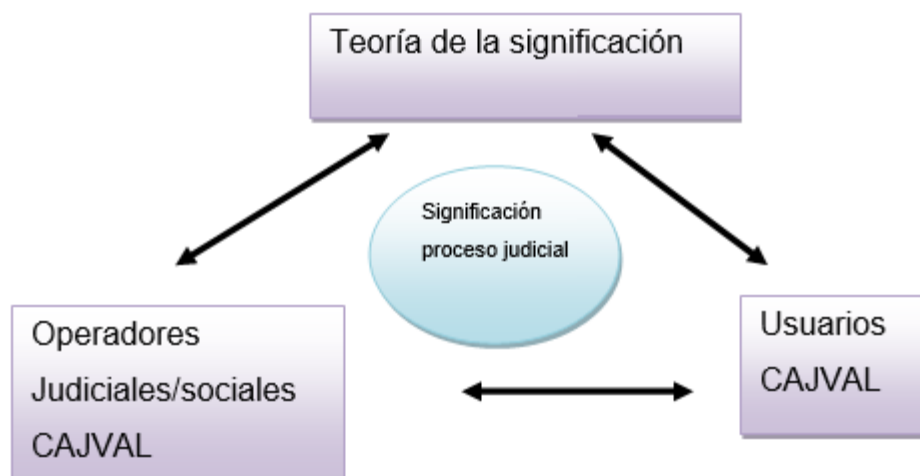 Teoría de la significación
Significación
proceso judicial
Operadores
Judiciales/sociales
CAJVAL
Usuarios
CAJVAL